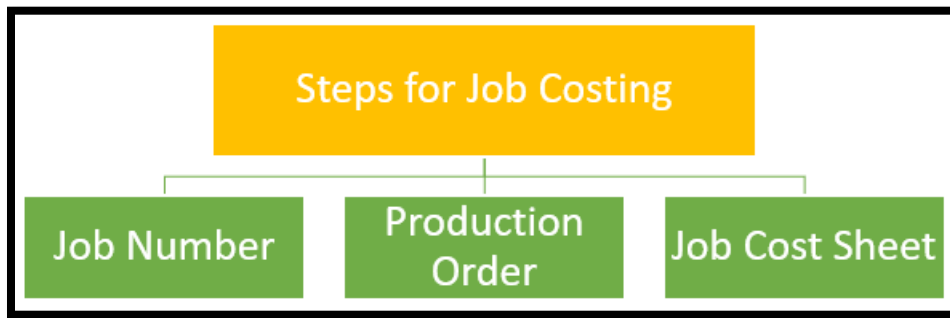 Steps for Job Costing
Job Number
Production
Order
Job Cost Sheet